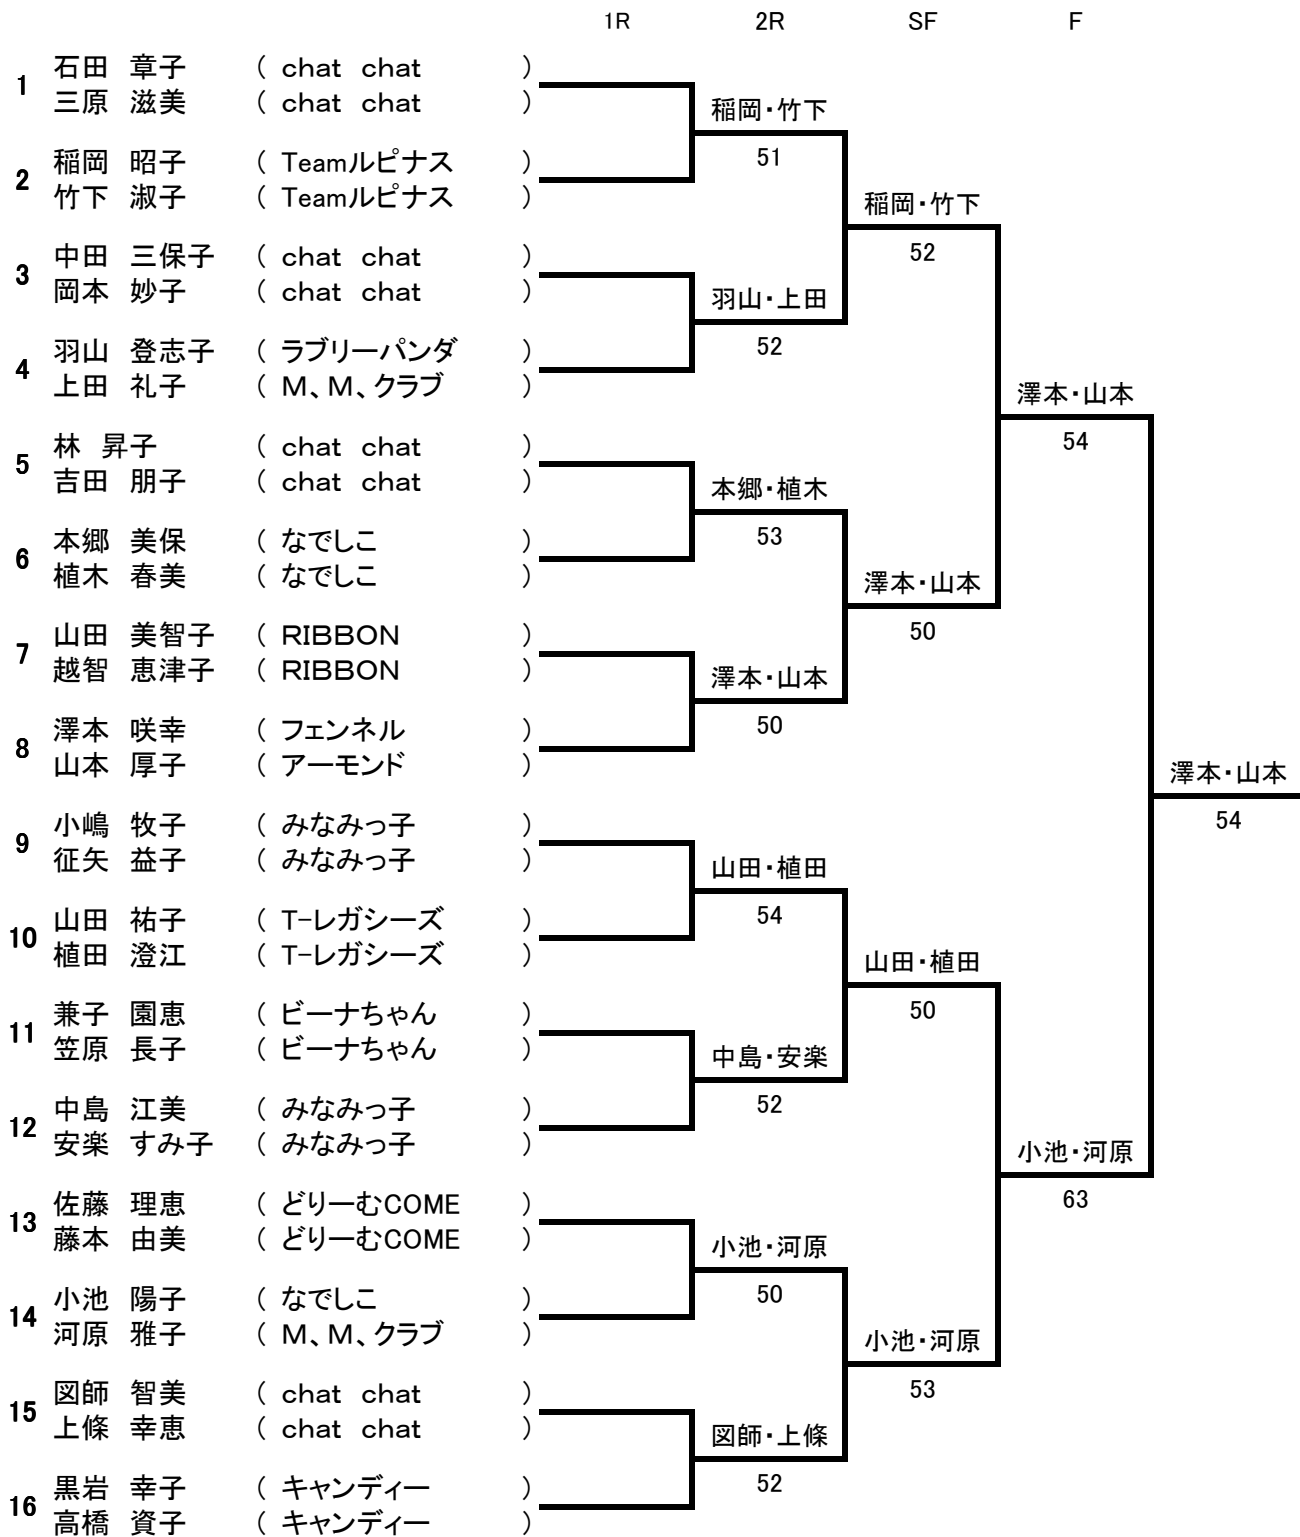 1R 2R SF F
1 石田 章子 ( chat chat )
三原 滋美 ( chat chat )
稲岡・竹下
51
2 稲岡 昭子 ( Teamルピナス )
竹下 淑子 ( Teamルピナス )
稲岡・竹下
52
3 中田 三保子 ( chat chat )
岡本 妙子 ( chat chat )
羽山・上田
52
4 羽山 登志子 ( ラブリーパンダ )
上田 礼子 ( M、M、クラブ )
澤本・山本
54
5 林 昇子 ( chat chat )
吉田 朋子 ( chat chat )
本郷・植木
53
6 本郷 美保 ( なでしこ )
植木 春美 ( なでしこ )
澤本・山本
50
7 山田 美智子 ( RIBBON )
越智 恵津子 ( RIBBON )
澤本・山本
50
8 澤本 咲幸 ( フェンネル )
山本 厚子 ( アーモンド )
澤本・山本
54
9 小嶋 牧子 ( みなみっ子 )
征矢 益子 ( みなみっ子 )
山田・植田
54
10 山田 祐子 ( T-レガシーズ )
植田 澄江 ( T-レガシーズ )
山田・植田
50
11 兼子 園恵 ( ビーナちゃん )
笠原 長子 ( ビーナちゃん )
中島・安楽
52
12 中島 江美 ( みなみっ子 )
安楽 すみ子 ( みなみっ子 )
小池・河原
63
13 佐藤 理恵 ( どりーむCOME )
藤本 由美 ( どりーむCOME )
小池・河原
50
14 小池 陽子 ( なでしこ )
河原 雅子 ( M、M、クラブ )
小池・河原
53
15 図師 智美 ( chat chat )
上條 幸恵 ( chat chat )
図師・上條
52
16 黒岩 幸子 ( キャンディー )
高橋 資子 ( キャンディー )